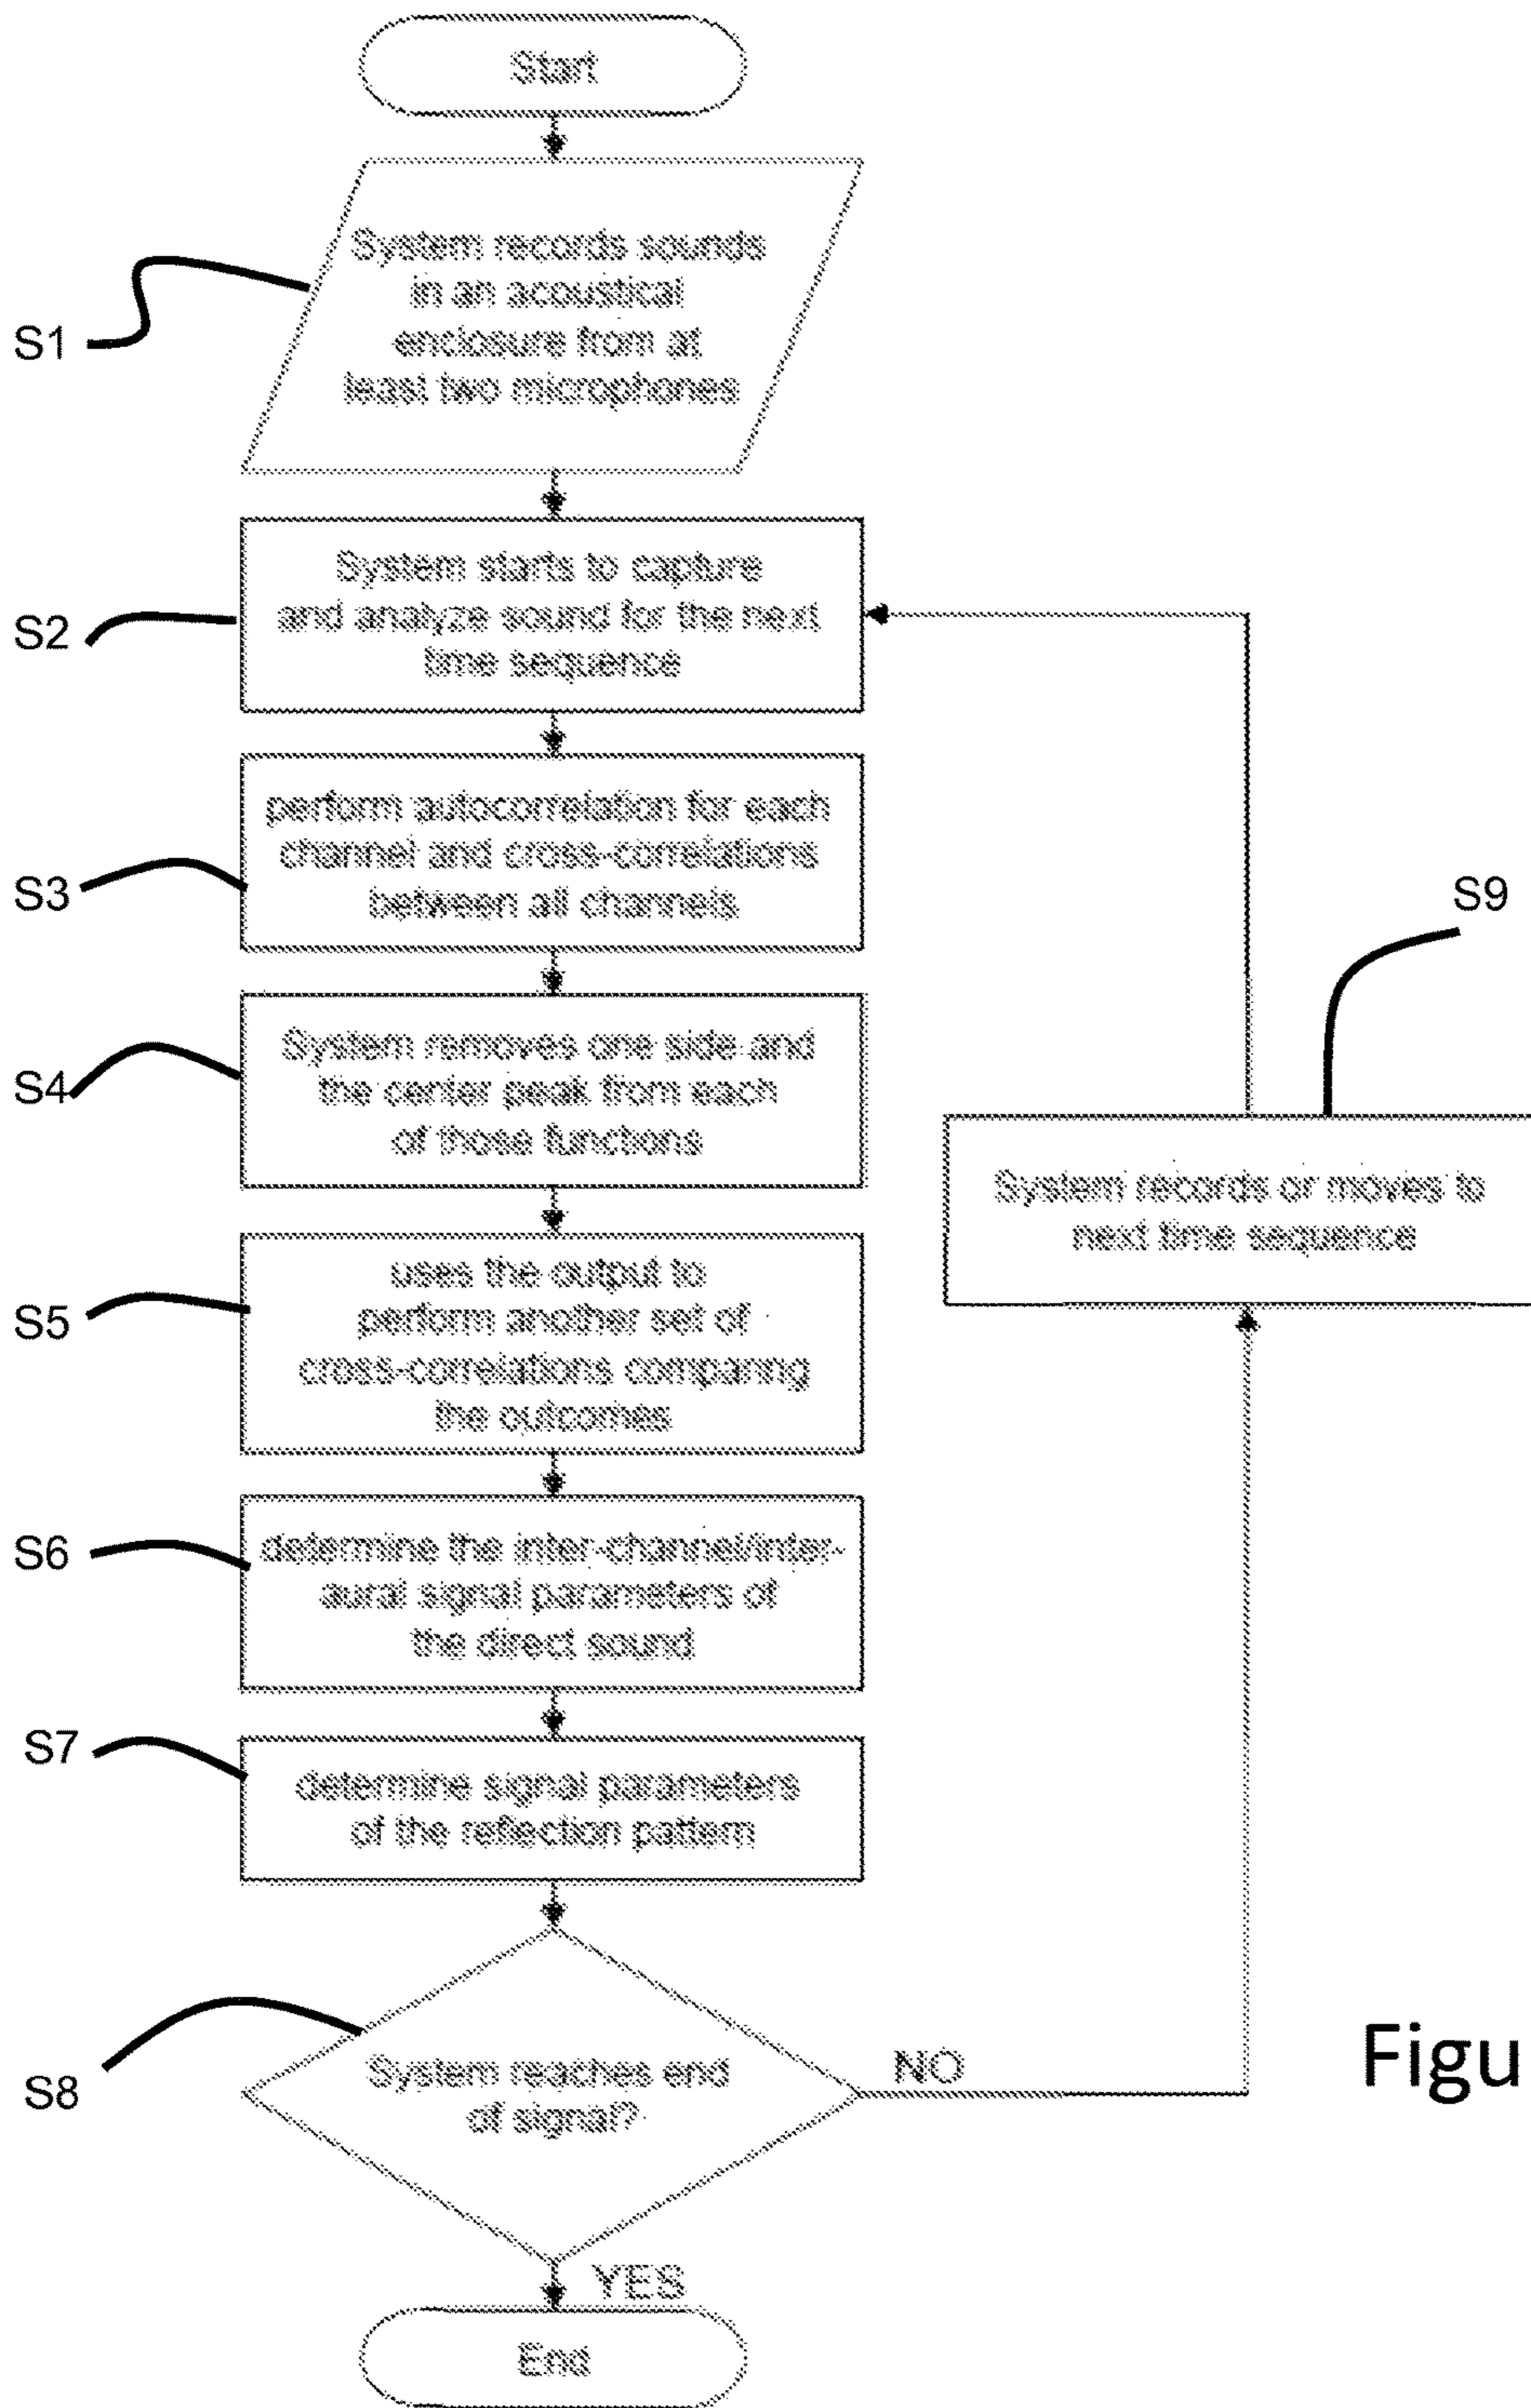 Start
S1
System records sounds
in an acoustical
enclosure from at
least two microphones
S2
System starts to capture
and analyze sound for the next
time sequence
S3
perform autocorrelation for each
channel and cross-correlations
between all channels
S4
System removes one side and
the center peak from each
of those functions
S5
uses the output to
perform another set of
cross-correlations comparing
the outcomes
S6
determine the inter-channel/inter-
aural signal parameters of
the direct sound
S7
determine signal parameters
of the reflection pattern
S8
System reaches end
of signal?
NO
YES
End
S9
System records or moves to
next time sequence
Figu